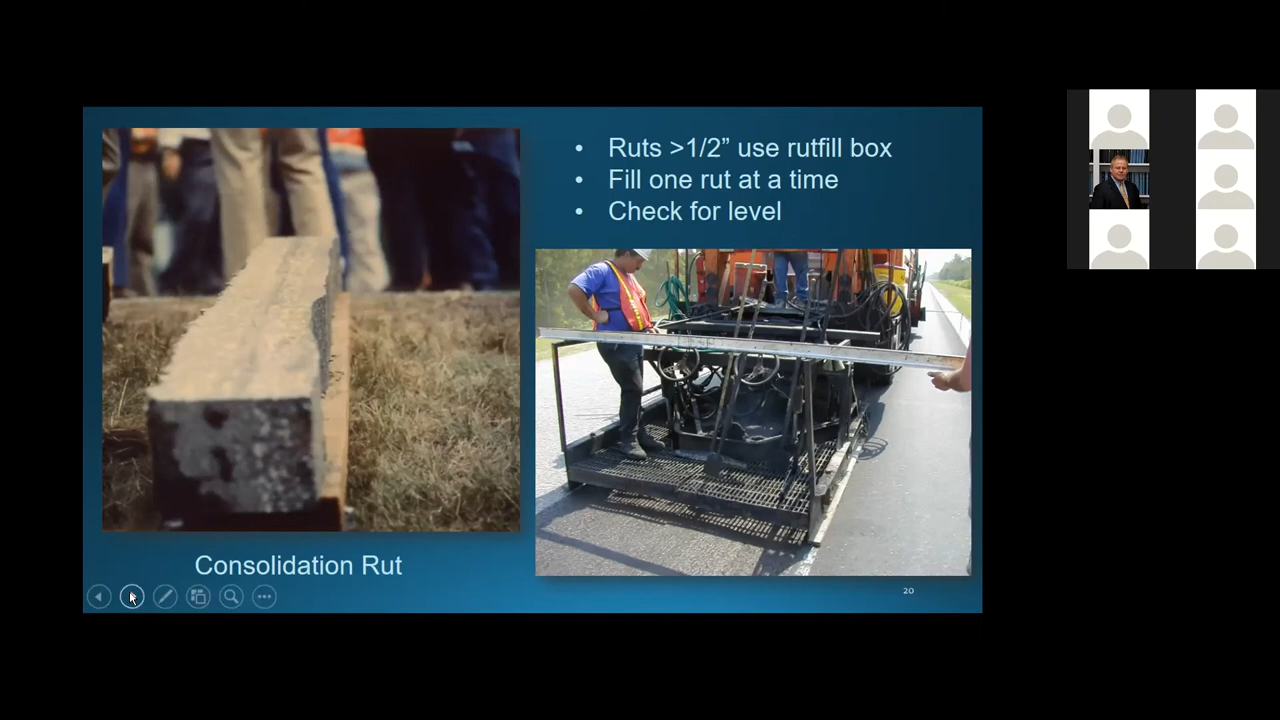 • Ruts >1/2” use rutfill box
• Fill one rut at a time
• Check for level
Consolidation Rut
20